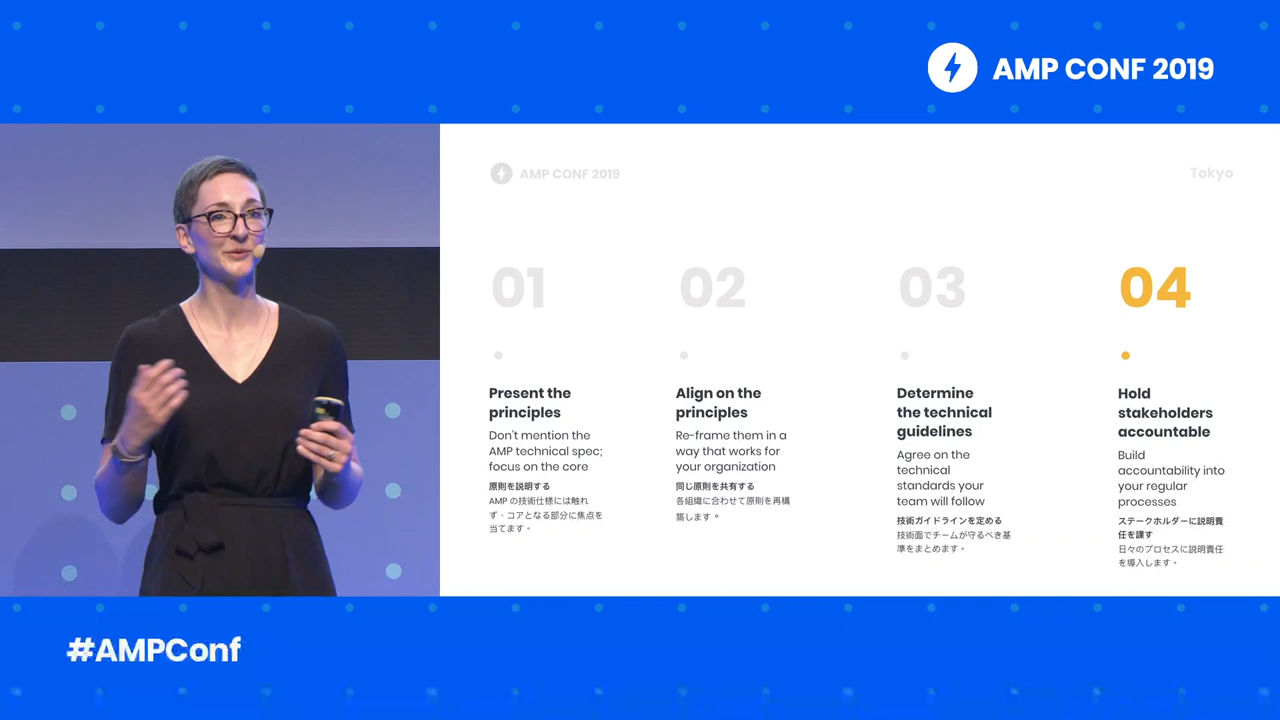 AMP CONF 2019
AMP CONF 2019
Tokyo
01
Present the
principles
Don't mention the
AMP technical spec;
focus on the core
原則を説明する
AMP の技術仕様には触れ
ず、コアとなる部分に焦点を
当てます。
02
Align on the
principles
Re-frame them in a
way that works for
your organization
同じ原則を共有する
各組織に合わせて原則を再構
築します。
03
Determine
the technical
guidelines
Agree on the
technical
standards your
team will follow
技術ガイドラインを定める
技術面でチームが守るべき基
準をまとめます。
04
Hold
stakeholders
accountable
Build
accountability into
your regular
processes
ステークホルダーに説明責
任を課す
日々のプロセスに説明責任
を導入します。
#AMPConf